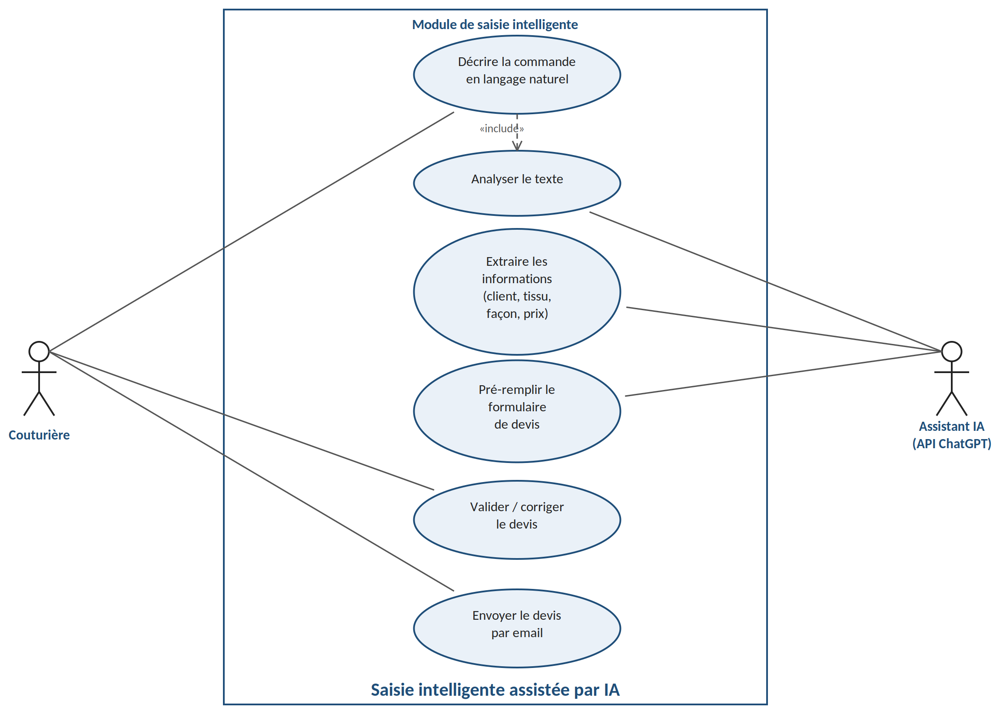 Module de saisie intelligente
Décrire la commande
en langage naturel
«include»
Analyser le texte
Extraire les
informations
(client, tissu,
façon, prix)
Pré-remplir le
formulaire
de devis
Couturière
Assistant IA
(API ChatGPT)
Valider / corriger
le devis
Envoyer le devis
par email
Saisie intelligente assistée par IA